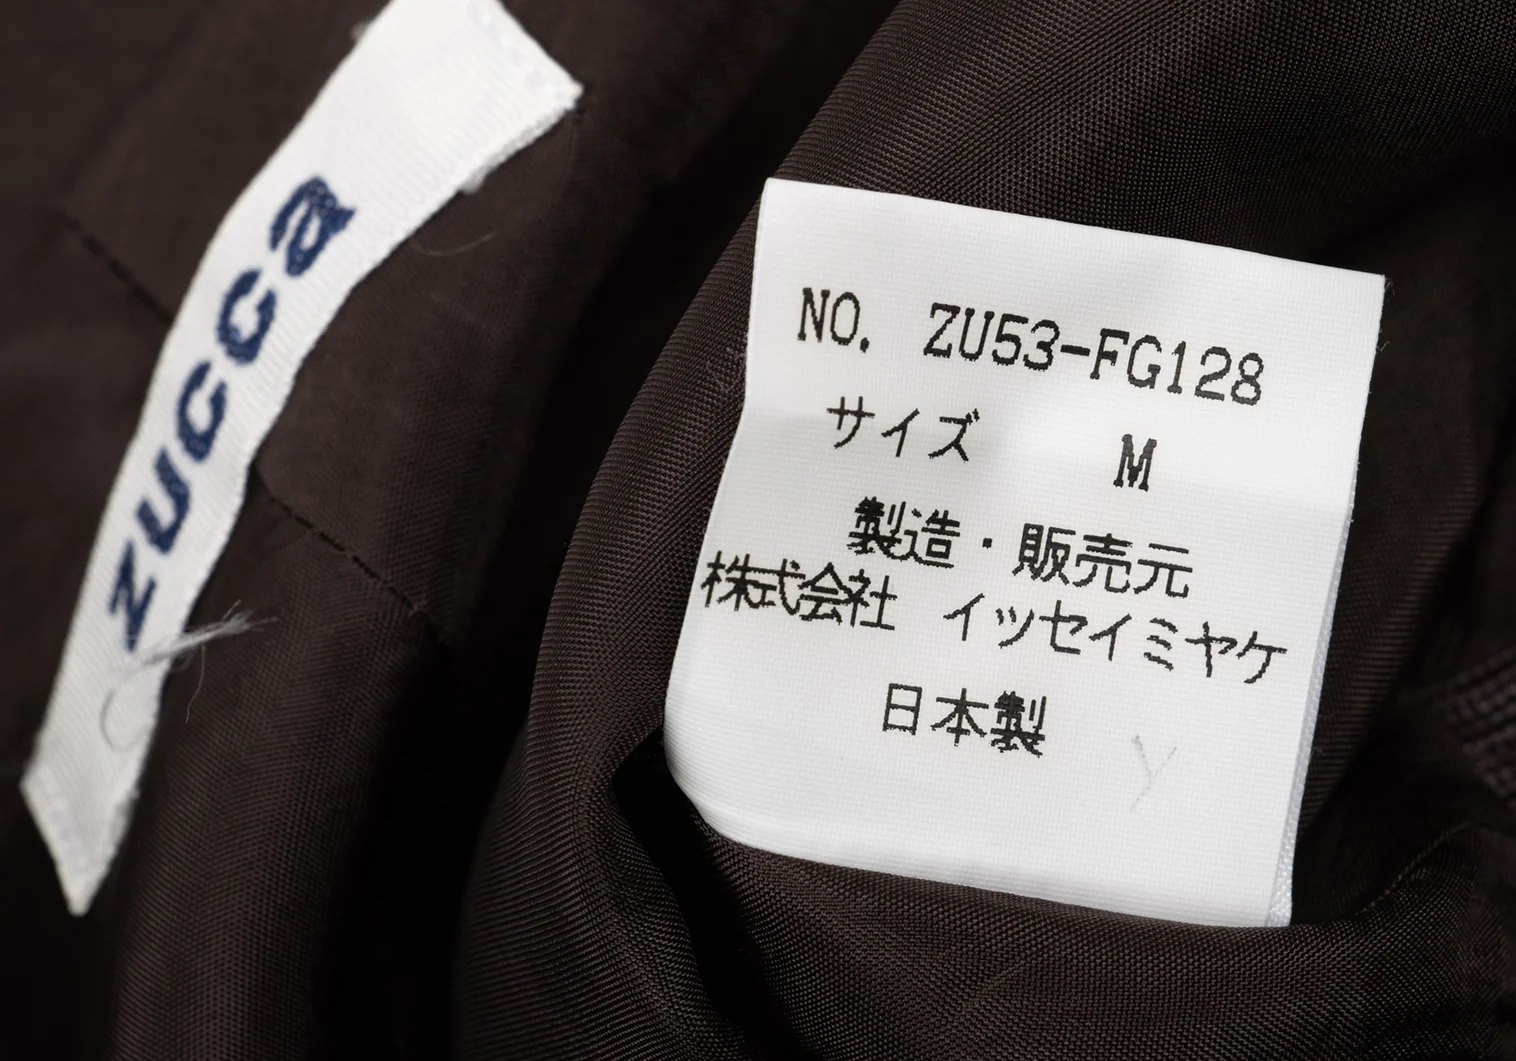 zucca
NO. ZU53-FG128
サイズ M
製造・販売元
株式会社 イッセイミヤケ
日本製